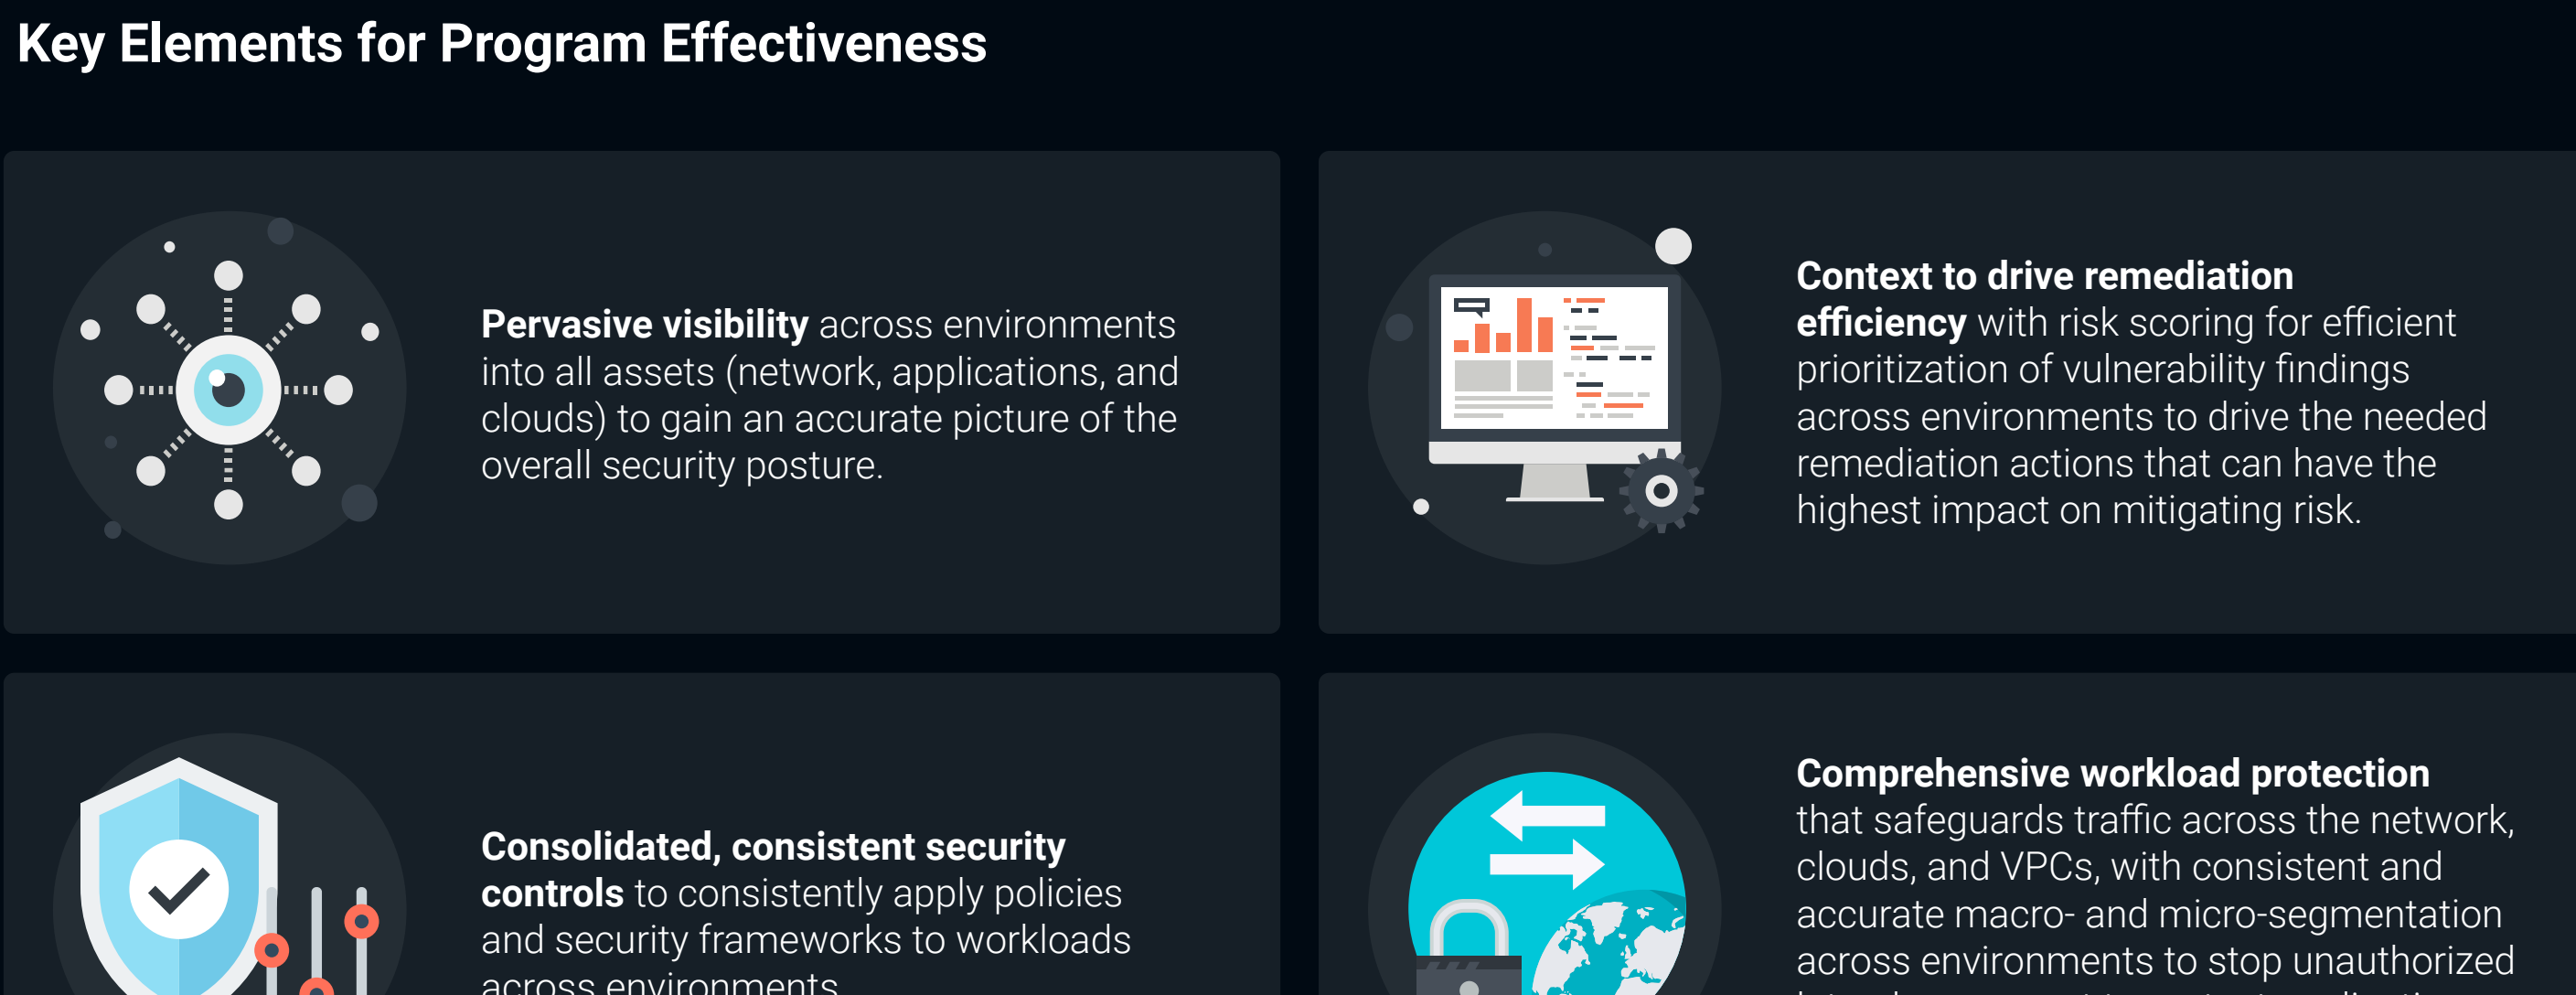 Key Elements for Program Effectiveness
Pervasive visibility across environments
into all assets (network, applications, and
clouds) to gain an accurate picture of the
overall security posture.
Context to drive remediation
efficiency with risk scoring for efficient
prioritization of vulnerability findings
across environments to drive the needed
remediation actions that can have the
highest impact on mitigating risk.
Consolidated, consistent security
controls to consistently apply policies
and security frameworks to workloads
across environments
Comprehensive workload protection
that safeguards traffic across the network,
clouds, and VPCs, with consistent and
accurate macro- and micro-segmentation
across environments to stop unauthorized